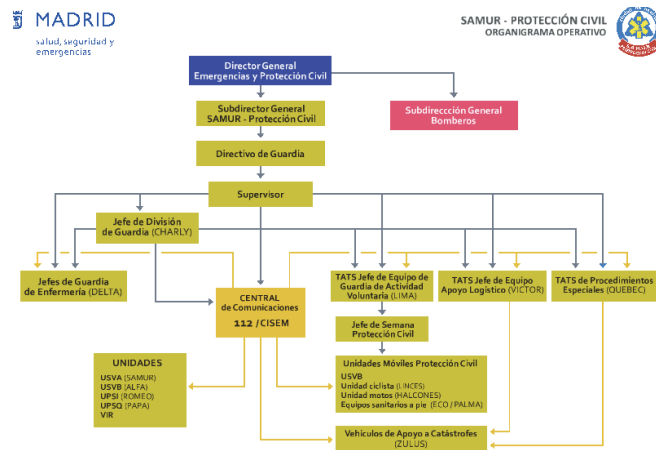 MADRID
salud, seguridad y
emergencias
SAMUR - PROTECCIÓN CIVIL
ORGANIGRAMA OPERATIVO
Director General
Emergencias y Protección Civil
Subdirector General
SAMUR - Protección Civil
Subdireccción General
Bomberos
Directivo de Guardia
Supervisor
Jefe de División
de Guardia (CHARLY)
Jefes de Guardia
de Enfermería (DELTA)
CENTRAL
de Comunicaciones
112 / CISEM
TATS Jefe de Equipo de
Guardia de Actividad
Voluntaria (LIMA)
TATS Jefe de Equipo
Apoyo Logístico (VICTOR)
TATS de Procedimientos
Especiales (QUEBEC)
Jefe de Semana
Protección Civil
UNIDADES
USVA (SAMUR)
USVB (ALFA)
UPSI (ROMEO)
UPSQ (PAPA)
VIR
Unidades Móviles Protección Civil
USVB
Unidad ciclista (LINCES)
Unidad motos (HALCONES)
Equipos sanitarios a pie (ECO / PALMA)
Vehículos de Apoyo a Catástrofes
(ZULUS)